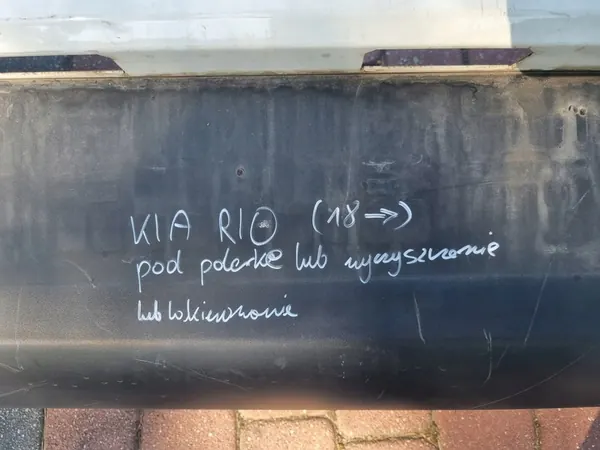 KIA RIO (18 ⇒)
pod polerkę lub wyczyszczenie
lub lakierowanie